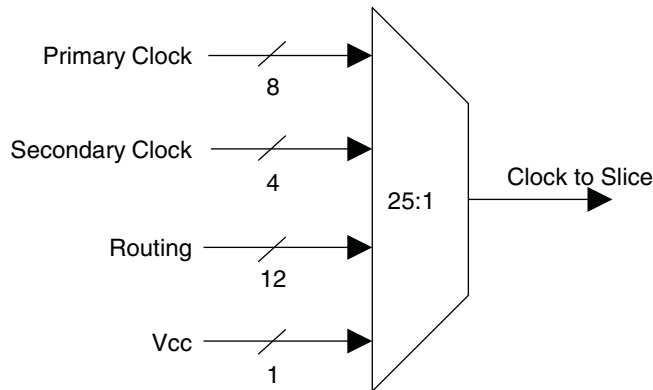 Primary Clock
8
Secondary Clock
4
25:1
Clock to Slice
Routing
12
Vcc
1